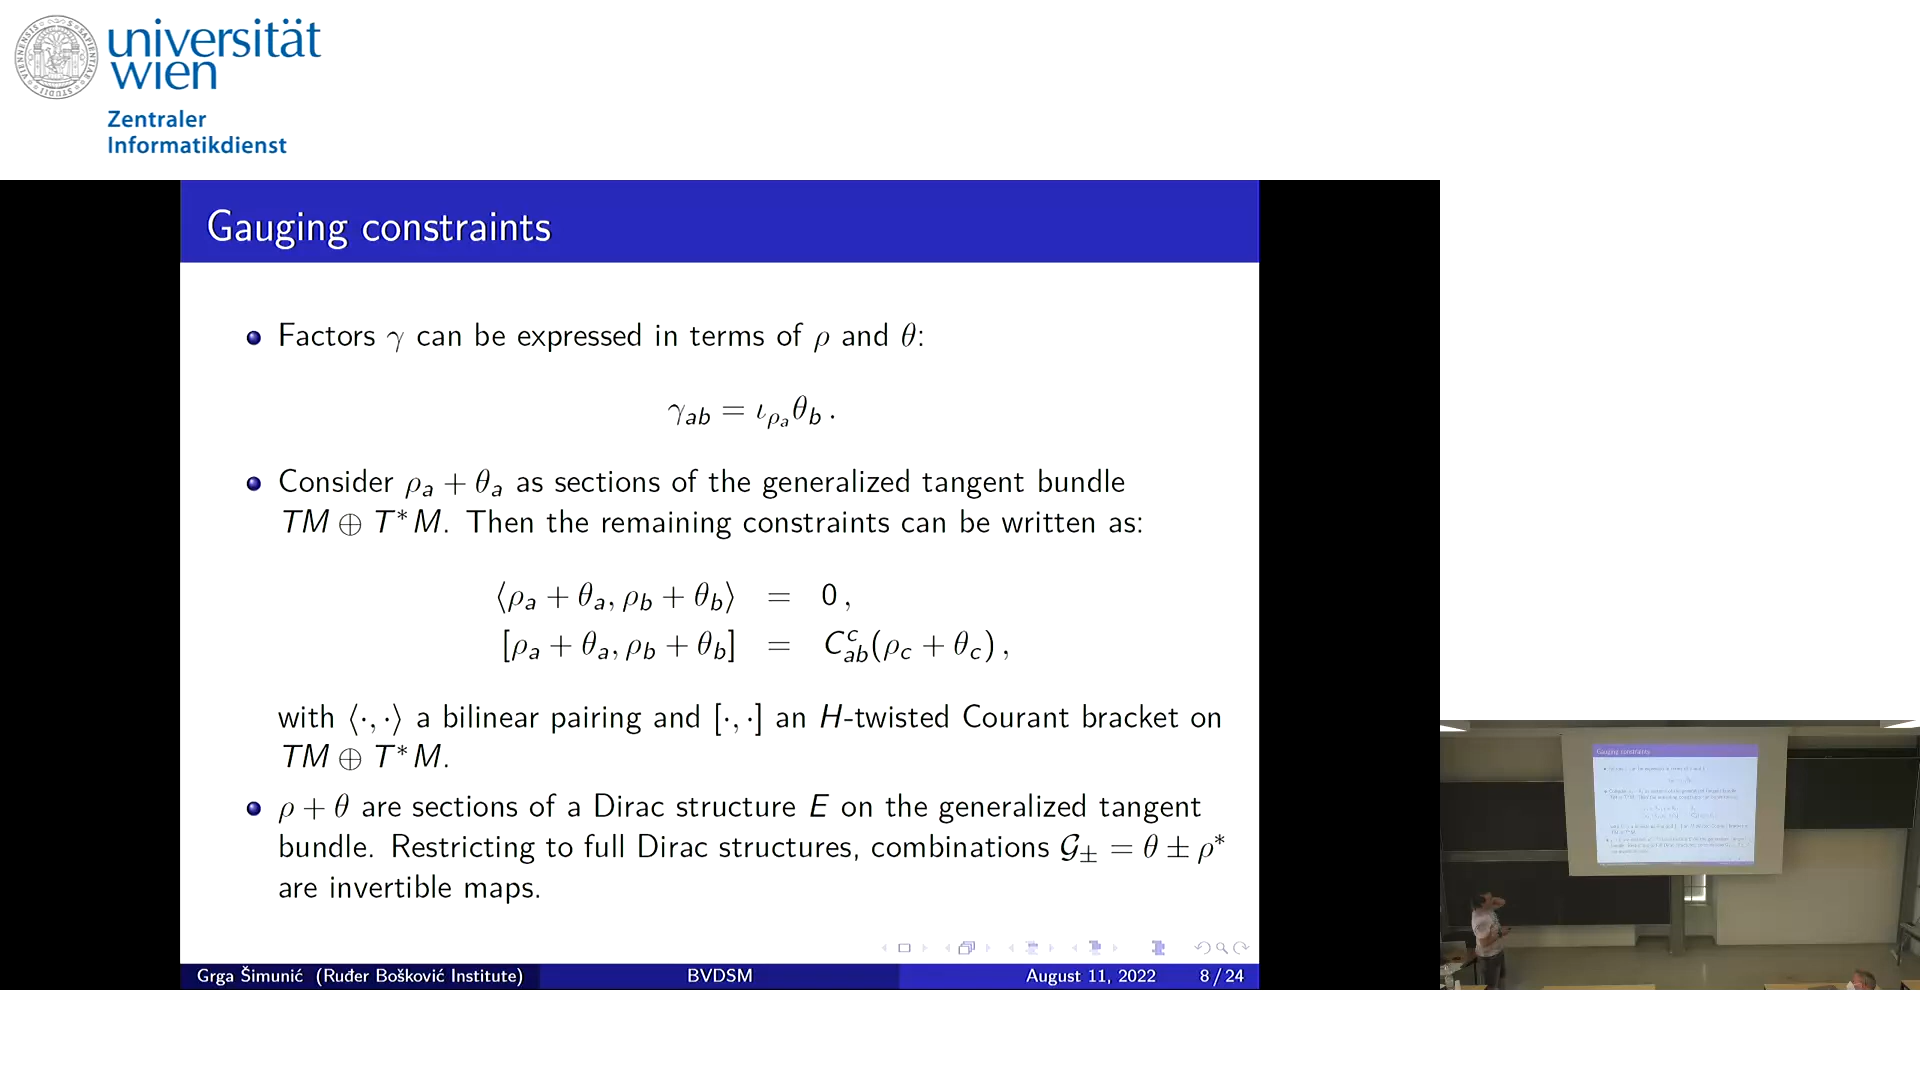 universität
wien
Zentraler
Informatikdienst
Gauging constraints
Factors γ can be expressed in terms of ρ and θ:
γ_ab = ι_ρ_a θ_b .
Consider ρ_a + θ_a as sections of the generalized tangent bundle
TM ⊕ T*M. Then the remaining constraints can be written as:
⟨ρ_a + θ_a, ρ_b + θ_b⟩ = 0 ,
[ρ_a + θ_a, ρ_b + θ_b] = C^c_ab(ρ_c + θ_c) ,
with ⟨·, ·⟩ a bilinear pairing and [·, ·] an H-twisted Courant bracket on
TM ⊕ T*M.
ρ + θ are sections of a Dirac structure E on the generalized tangent
bundle. Restricting to full Dirac structures, combinations 𝒢_± = θ ± ρ*
are invertible maps.
Grga Šimunić (Ruđer Bošković Institute) BVDSM August 11, 2022 8 / 24
Gauging constraints